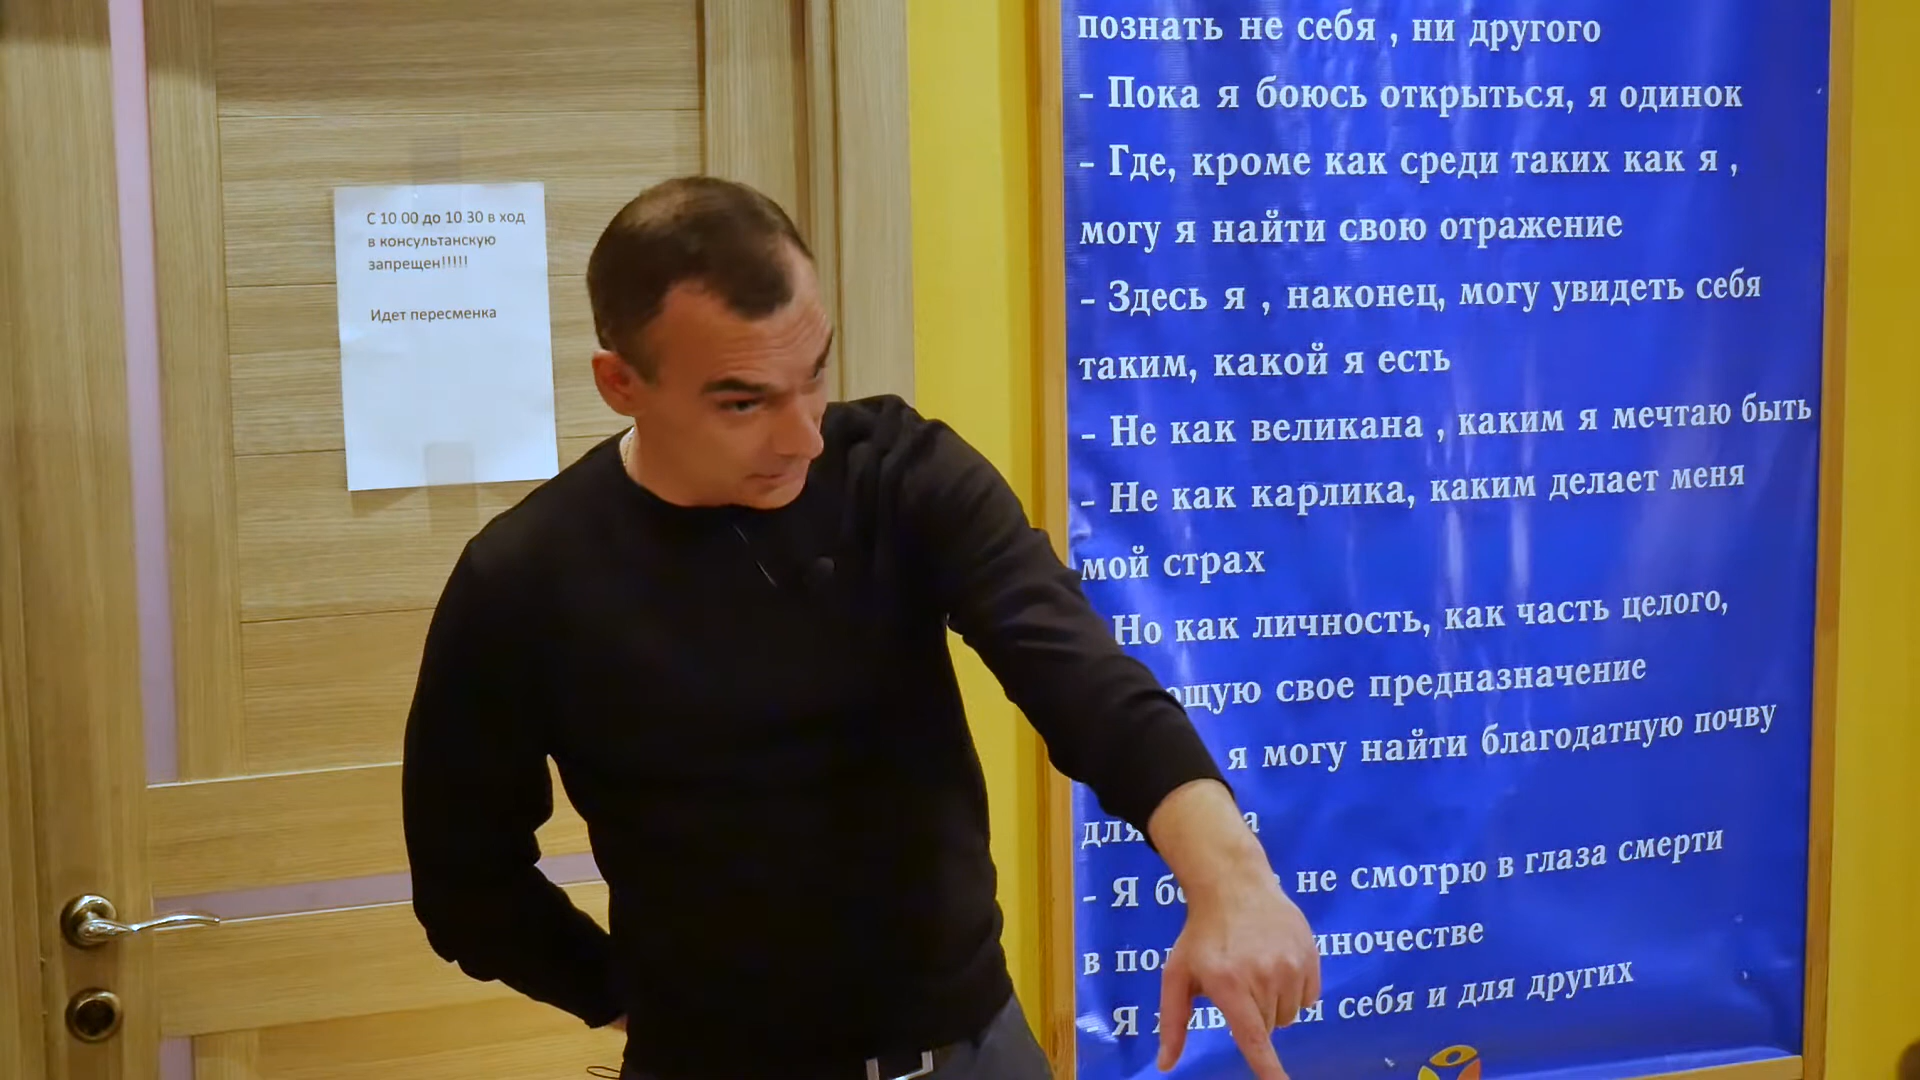 С 10 00 до 10 30 в ход
в консультанскую
запрещен!!!!!
Идет пересменка
познать не себя , ни другого
- Пока я боюсь открыться, я одинок
- Где, кроме как среди таких как я ,
могу я найти свою отражение
- Здесь я , наконец, могу увидеть себя
таким, какой я есть
- Не как великана , каким я мечтаю быть
- Не как карлика, каким делает меня
мой страх
Но как личность, как часть целого,
свое предназначение
я могу найти благодатную почву
для
- Я не смотрю в глаза смерти
в
- Я себя и для других